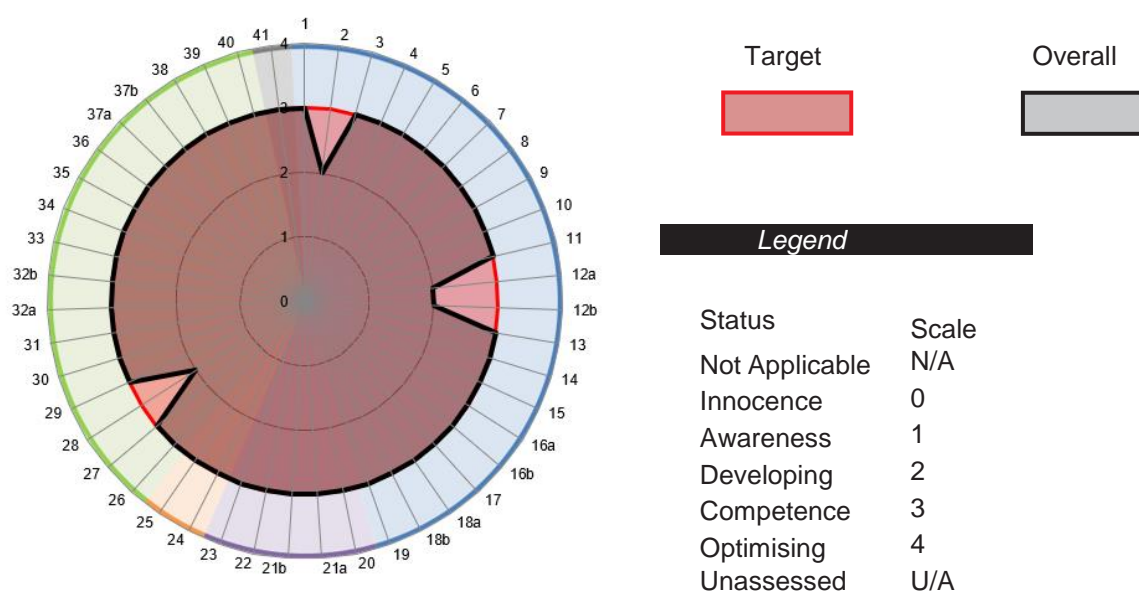 1
2
3
4
5
6
7
8
9
10
11
12a
12b
13
14
15
16a
16b
17
18a
18b
19
20
21a
21b
22
23
24
25
26
27
28
29
30
31
32a
32b
33
34
35
36
37a
37b
38
39
40
41
4
3
2
1
0
Target Overall
Legend
Status Scale
Not Applicable N/A
Innocence 0
Awareness 1
Developing 2
Competence 3
Optimising 4
Unassessed U/A